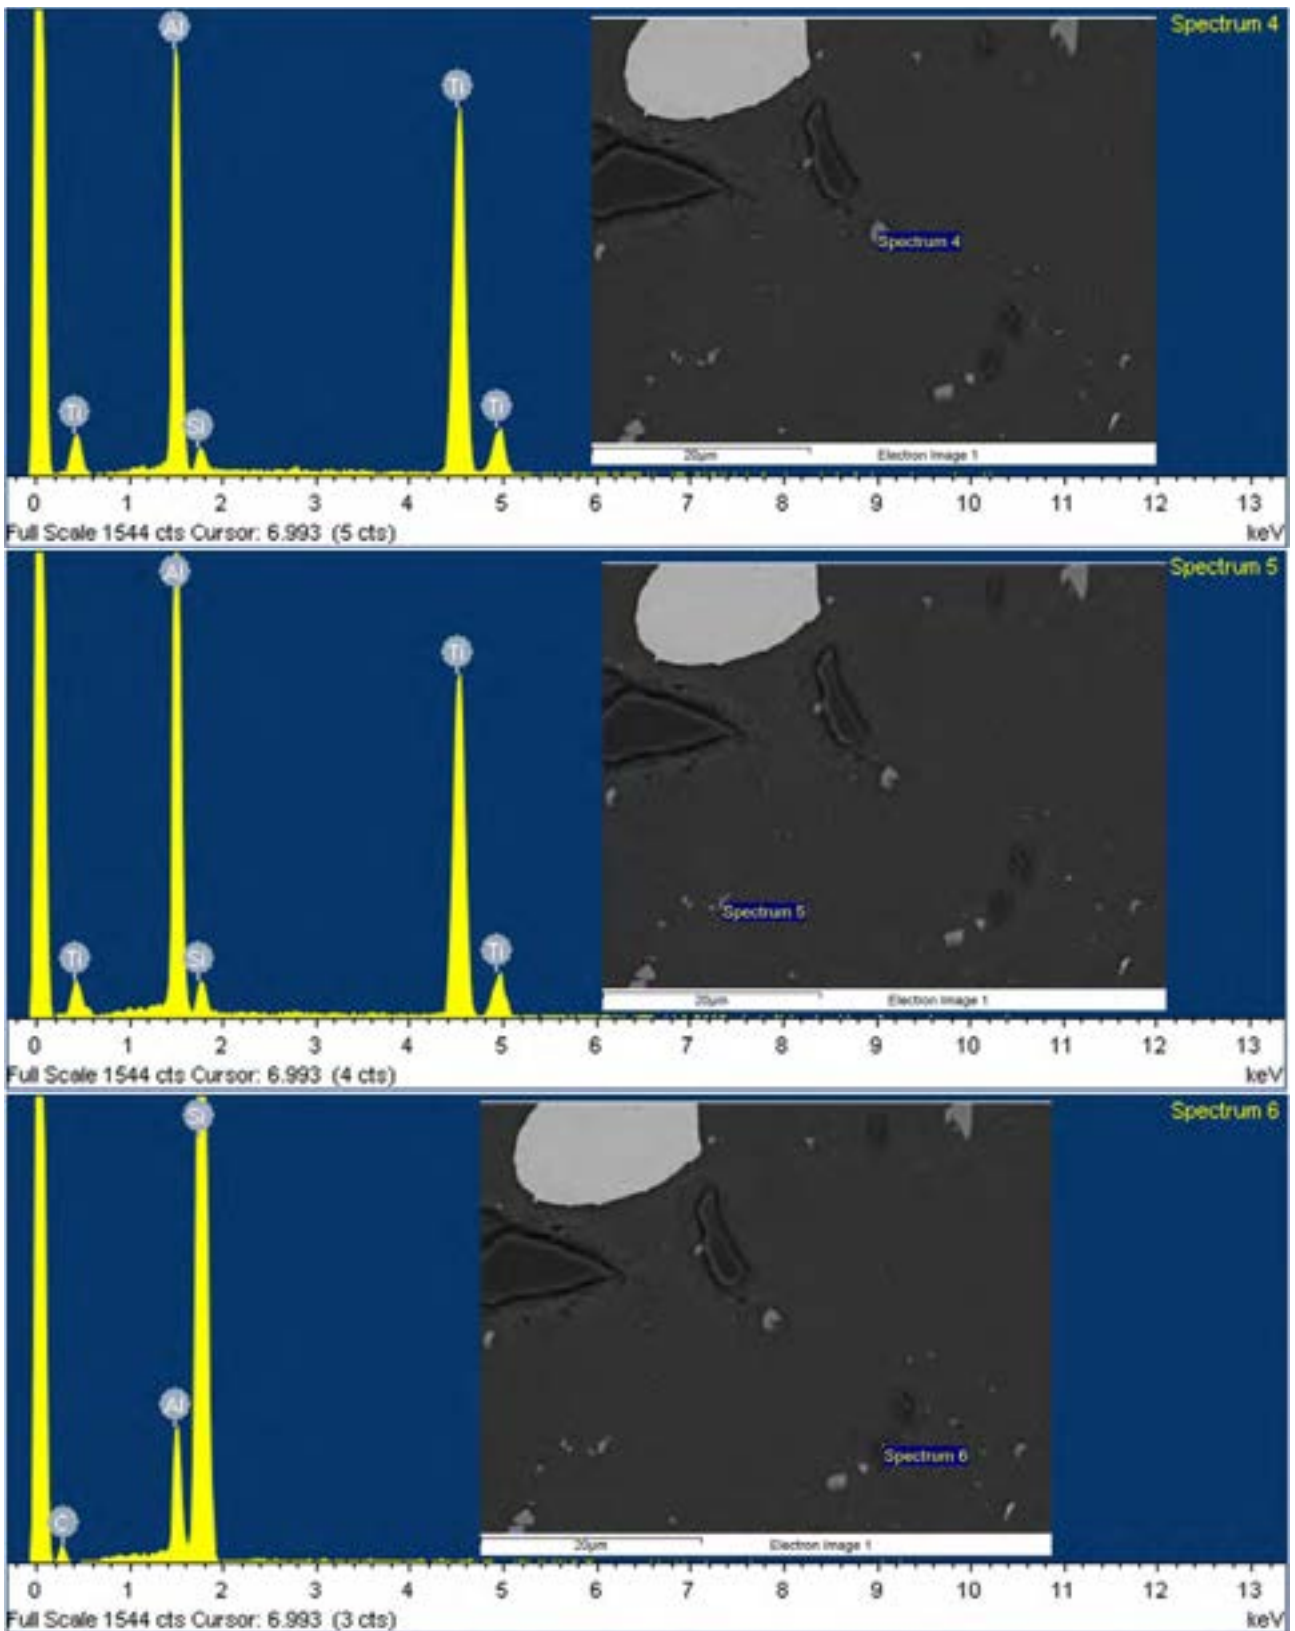 Spectrum 4
Al
Ti
Ti
Si
Ti
Spectrum 4
20µm Electron Image 1
0 1 2 3 4 5 6 7 8 9 10 11 12 13
Full Scale 1544 cts Cursor: 6.993 (5 cts) keV
Spectrum 5
Al
Ti
Ti
Si
Ti
Spectrum 5
20µm Electron Image 1
0 1 2 3 4 5 6 7 8 9 10 11 12 13
Full Scale 1544 cts Cursor: 6.993 (4 cts) keV
Spectrum 6
Si
Al
C
Spectrum 6
20µm Electron Image 1
0 1 2 3 4 5 6 7 8 9 10 11 12 13
Full Scale 1544 cts Cursor: 6.993 (3 cts) keV